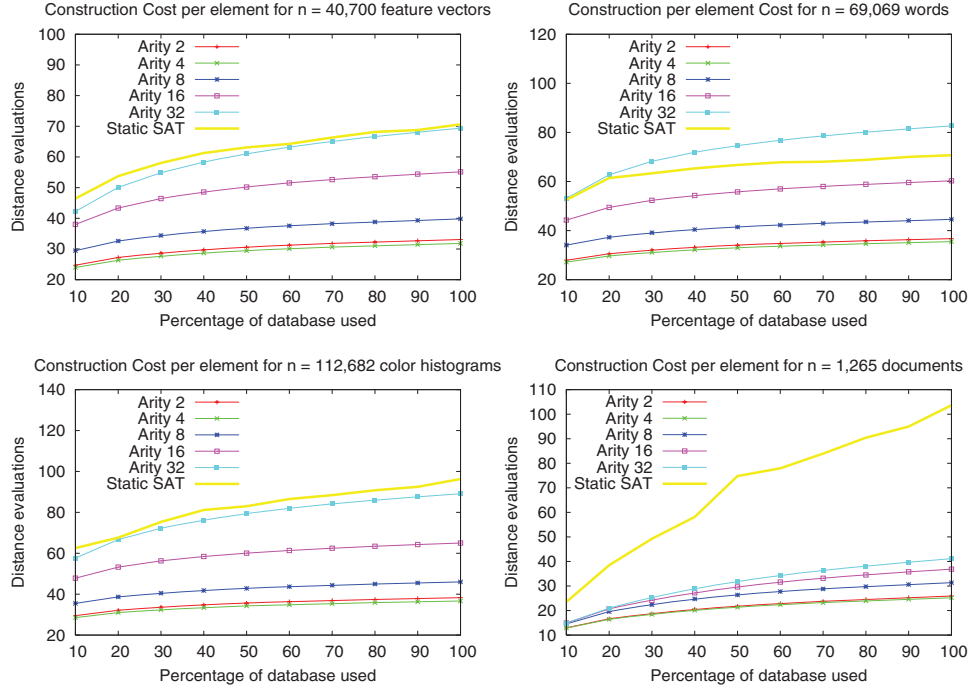 Construction Cost per element for n = 40,700 feature vectors
100
90
80
70
60
50
40
30
20
Distance evaluations
Arity 2
Arity 4
Arity 8
Arity 16
Arity 32
Static SAT
10 20 30 40 50 60 70 80 90 100
Percentage of database used
Construction per element Cost for n = 69,069 words
120
100
80
60
40
20
Distance evaluations
Arity 2
Arity 4
Arity 8
Arity 16
Arity 32
Static SAT
10 20 30 40 50 60 70 80 90 100
Percentage of database used
Construction Cost per element for n = 112,682 color histograms
140
120
100
80
60
40
20
Distance evaluations
Arity 2
Arity 4
Arity 8
Arity 16
Arity 32
Static SAT
10 20 30 40 50 60 70 80 90 100
Percentage of database used
Construction Cost per element for n = 1,265 documents
110
100
90
80
70
60
50
40
30
20
10
Distance evaluations
Arity 2
Arity 4
Arity 8
Arity 16
Arity 32
Static SAT
10 20 30 40 50 60 70 80 90 100
Percentage of database used